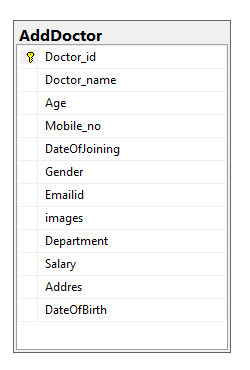 AddDoctor
Doctor_id
Doctor_name
Age
Mobile_no
DateOfJoining
Gender
Emailid
images
Department
Salary
Addres
DateOfBirth